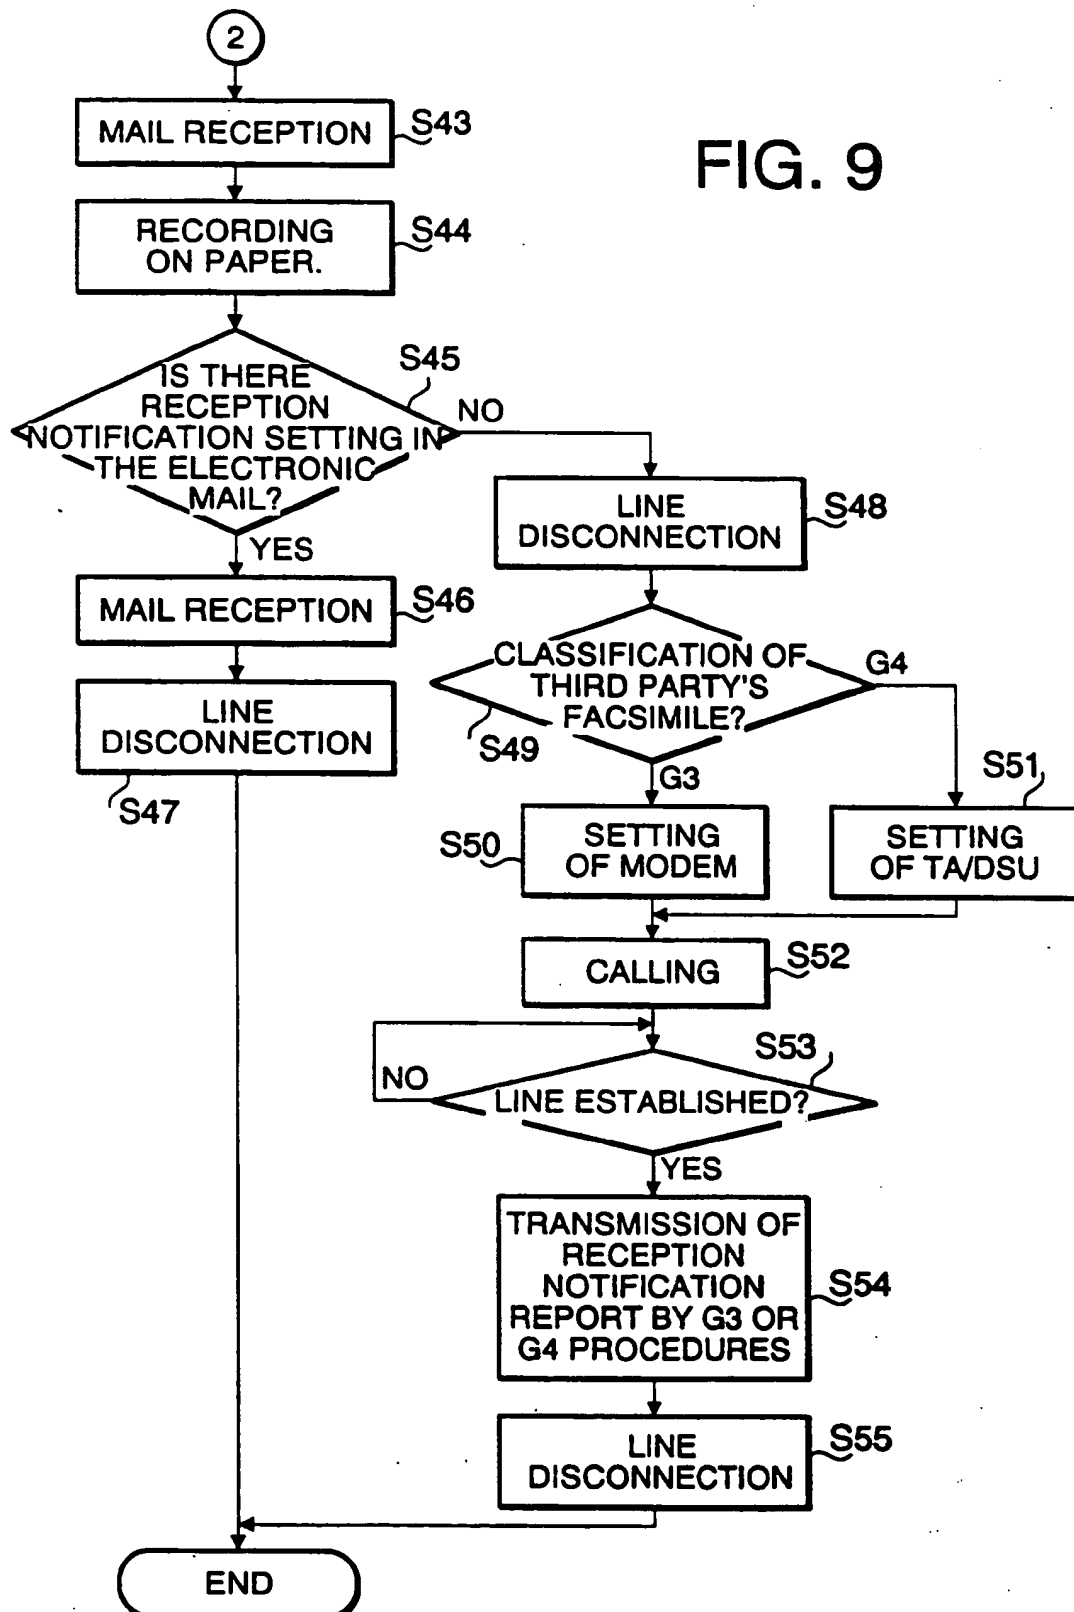 2
MAIL RECEPTION
S43
FIG. 9
RECORDING
ON PAPER.
S44
IS THERE
RECEPTION
NOTIFICATION SETTING IN
THE ELECTRONIC
MAIL?
S45
NO
YES
LINE
DISCONNECTION
S48
MAIL RECEPTION
S46
CLASSIFICATION OF
THIRD PARTY'S
FACSIMILE?
G4
S49
G3
LINE
DISCONNECTION
S47
S51
S50
SETTING
OF MODEM
SETTING
OF TA/DSU
CALLING
S52
S53
NO
LINE ESTABLISHED?
YES
TRANSMISSION OF
RECEPTION
NOTIFICATION
REPORT BY G3 OR
G4 PROCEDURES
S54
LINE
DISCONNECTION
S55
END